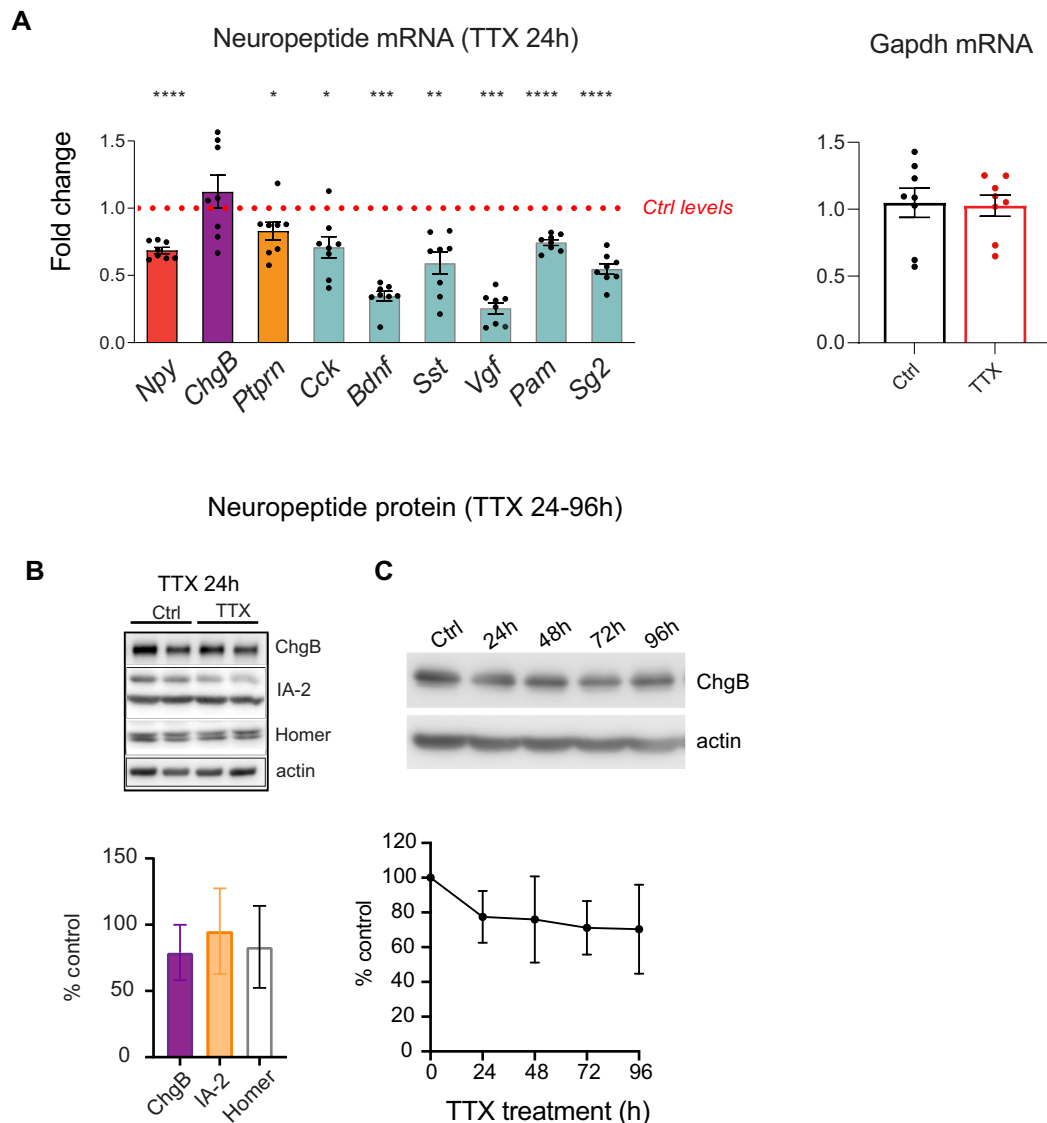 A
Neuropeptide mRNA (TTX 24h)
Gapdh mRNA
**** * * *** ** *** **** ****
Fold change
1.5
1.0
0.5
0.0
Ctrl levels
Npy ChgB Ptprn Cck Bdnf Sst Vgf Pam Sg2
1.5
1.0
0.5
0.0
Ctrl TTX
Neuropeptide protein (TTX 24-96h)
B
TTX 24h
Ctrl TTX
ChgB
IA-2
Homer
actin
% control
150
100
50
0
ChgB IA-2 Homer
C
Ctrl 24h 48h 72h 96h
ChgB
actin
% control
120
100
80
60
40
20
0
0 24 48 72 96
TTX treatment (h)